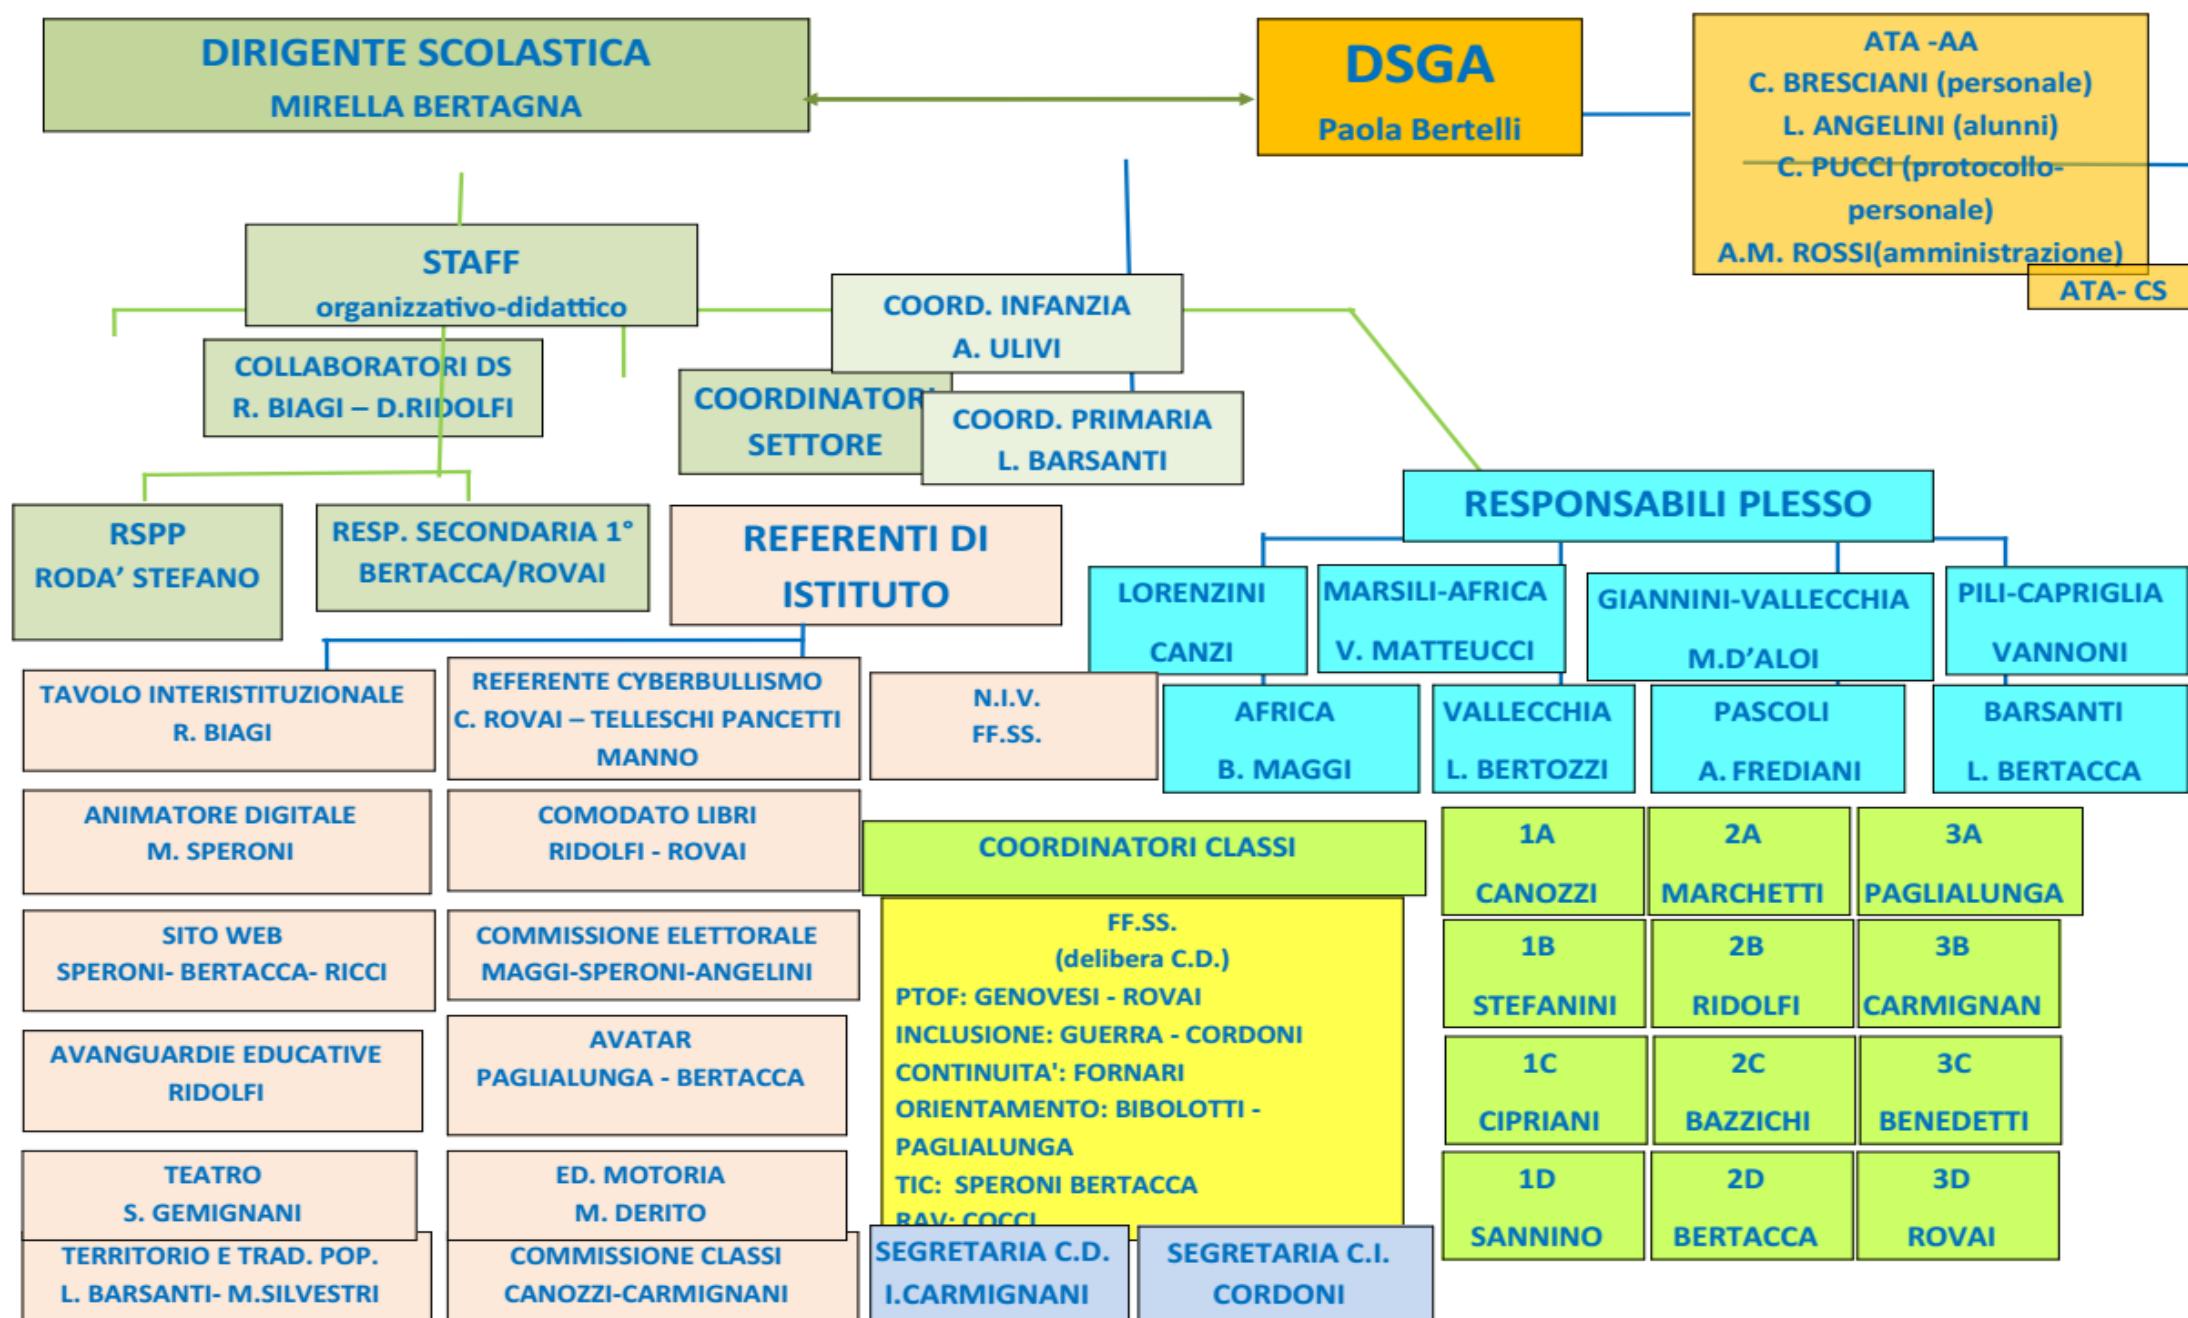 DIRIGENTE SCOLASTICA
MIRELLA BERTAGNA
DSGA
Paola Bertelli
ATA -AA
C. BRESCIANI (personale)
L. ANGELINI (alunni)
C. PUCCI (protocollo-
personale)
A.M. ROSSI(amministrazione)
ATA- CS
STAFF
organizzativo-didattico
COORD. INFANZIA
A. ULIVI
COLLABORATORI DS
R. BIAGI – D.RIDOLFI
COORDINATORI
SETTORE
COORD. PRIMARIA
L. BARSANTI
RSPP
RODA' STEFANO
RESP. SECONDARIA 1°
BERTACCA/ROVAI
REFERENTI DI
ISTITUTO
RESPONSABILI PLESSO
LORENZINI
CANZI
MARSILI-AFRICA
V. MATTEUCCI
GIANNINI-VALLECCHIA
M.D'ALOI
PILI-CAPRIGLIA
VANNONI
AFRICA
B. MAGGI
VALLECCHIA
L. BERTOZZI
PASCOLI
A. FREDIANI
BARSANTI
L. BERTACCA
TAVOLO INTERISTITUZIONALE
R. BIAGI
REFERENTE CYBERBULLISMO
C. ROVAI – TELLESCHI PANCETTI
MANNO
N.I.V.
FF.SS.
ANIMATORE DIGITALE
M. SPERONI
COMODATO LIBRI
RIDOLFI - ROVAI
SITO WEB
SPERONI- BERTACCA- RICCI
COMMISSIONE ELETTORALE
MAGGI-SPERONI-ANGELINI
AVANGUARDIE EDUCATIVE
RIDOLFI
AVATAR
PAGLIALUNGA - BERTACCA
TEATRO
S. GEMIGNANI
ED. MOTORIA
M. DERITO
TERRITORIO E TRAD. POP.
L. BARSANTI- M.SILVESTRI
COMMISSIONE CLASSI
CANOZZI-CARMIGNANI
COORDINATORI CLASSI
FF.SS.
(delibera C.D.)
PTOF: GENOVESI - ROVAI
INCLUSIONE: GUERRA - CORDONI
CONTINUITA': FORNARI
ORIENTAMENTO: BIBOLOTTI -
PAGLIALUNGA
TIC:  SPERONI BERTACCA
RAV: COCCI
SEGRETARIA C.D.
I.CARMIGNANI
SEGRETARIA C.I.
CORDONI
1A
CANOZZI
2A
MARCHETTI
3A
PAGLIALUNGA
1B
STEFANINI
2B
RIDOLFI
3B
CARMIGNAN
1C
CIPRIANI
2C
BAZZICHI
3C
BENEDETTI
1D
SANNINO
2D
BERTACCA
3D
ROVAI